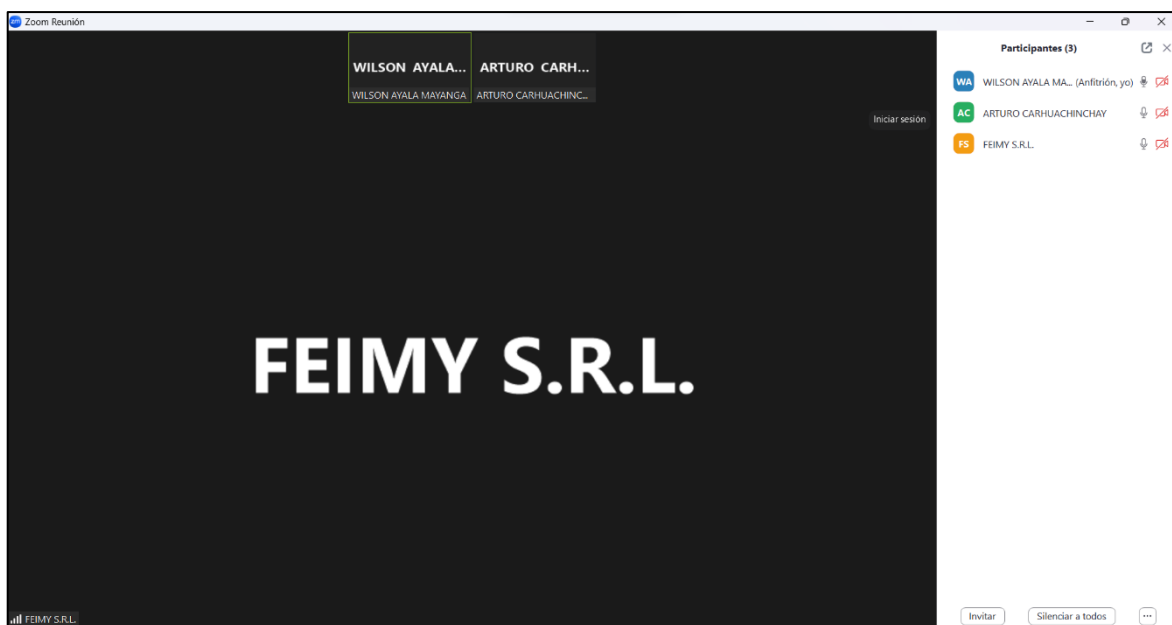 zm Zoom Reunión
WILSON AYALA... ARTURO CARH...
WILSON AYALA MAYANGA ARTURO CARHUACHINC...
Iniciar sesión
FEIMY S.R.L.
FEIMY S.R.L.
Participantes (3)
WA WILSON AYALA MA... (Anfitrión, yo)
AC ARTURO CARHUACHINCHAY
FS FEIMY S.R.L.
Invitar Silenciar a todos ...